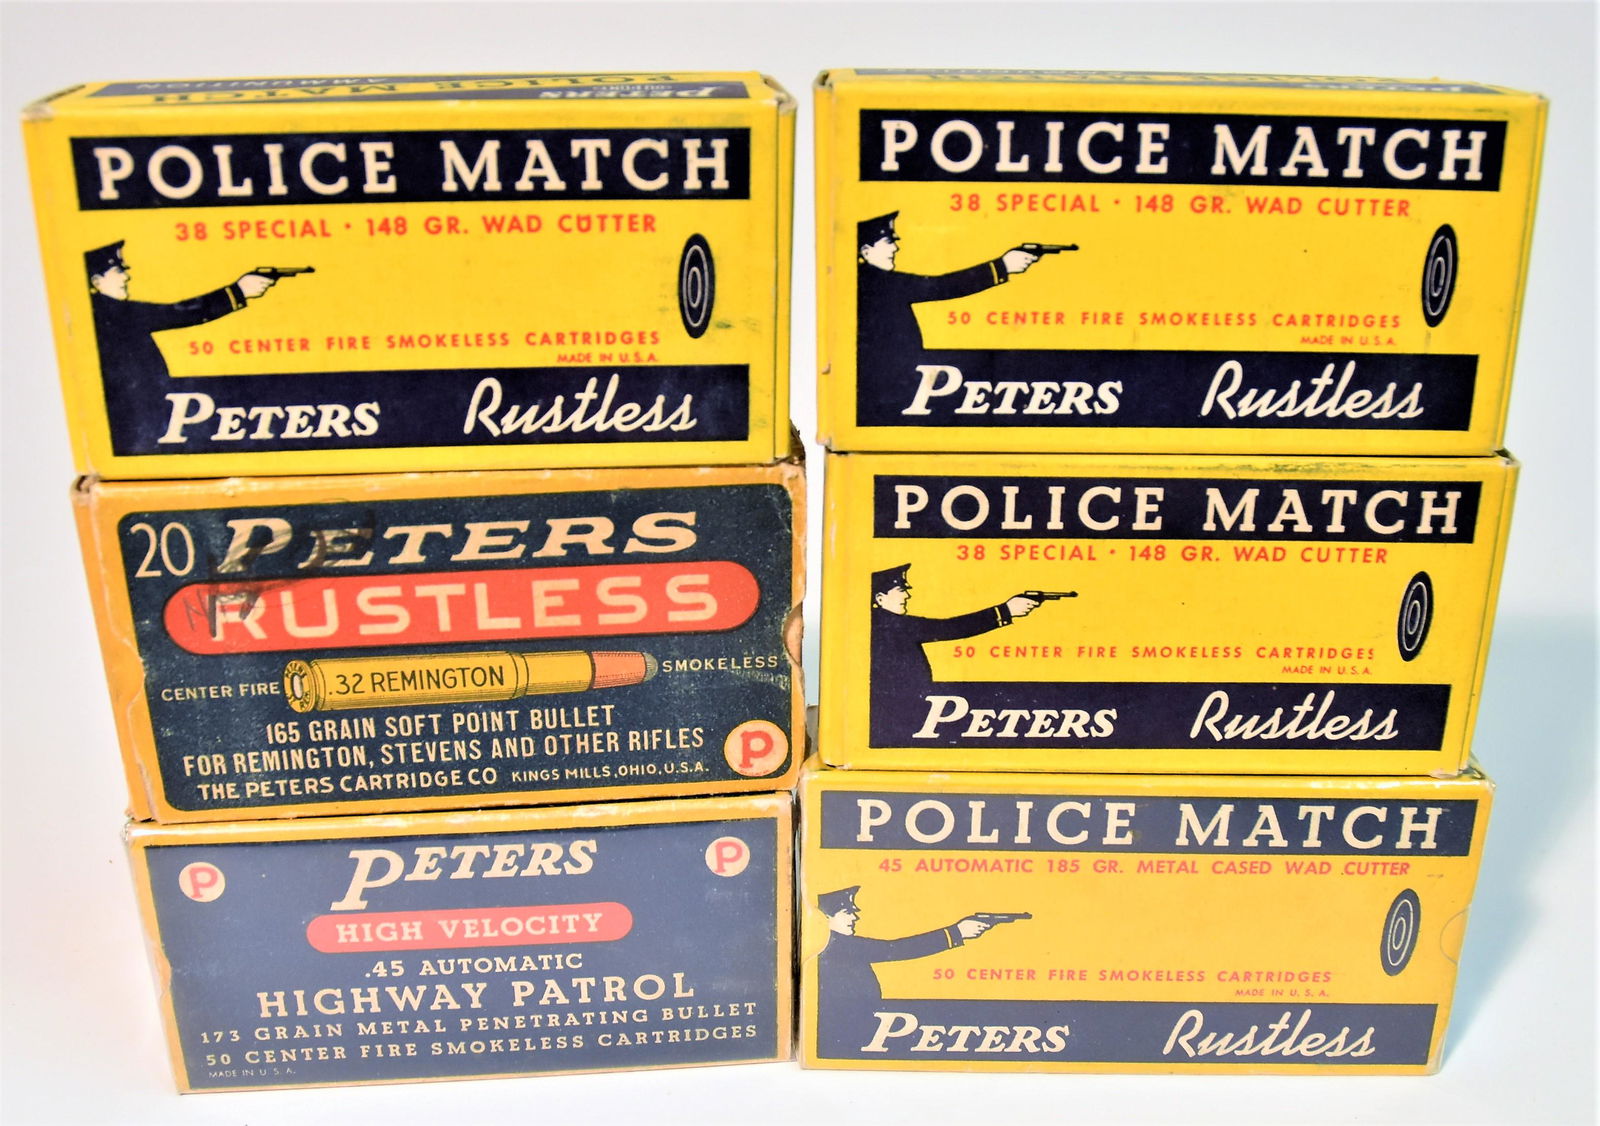 PETERS
POLICE MATCH
AMMUNITION
POLICE MATCH
38 SPECIAL · 148 GR. WAD CUTTER
50 CENTER FIRE SMOKELESS CARTRIDGES
MADE IN U.S.A.
PETERS Rustless
20 PETERS
RUSTLESS
CENTER FIRE .32 REMINGTON SMOKELESS
165 GRAIN SOFT POINT BULLET
FOR REMINGTON, STEVENS AND OTHER RIFLES
THE PETERS CARTRIDGE CO KINGS MILLS, OHIO, U.S.A.
P
P PETERS P
HIGH VELOCITY
.45 AUTOMATIC
HIGHWAY PATROL
173 GRAIN METAL PENETRATING BULLET
50 CENTER FIRE SMOKELESS CARTRIDGES
MADE IN U.S.A.
PETERS
POLICE MATCH
38 SPECIAL · 148 GR. WAD CUTTER
50 CENTER FIRE SMOKELESS CARTRIDGES
MADE IN U.S.A.
PETERS Rustless
POLICE MATCH
38 SPECIAL · 148 GR. WAD CUTTER
50 CENTER FIRE SMOKELESS CARTRIDGES
MADE IN U.S.A.
PETERS Rustless
POLICE MATCH
45 AUTOMATIC 185 GR. METAL CASED WAD CUTTER
50 CENTER FIRE SMOKELESS CARTRIDGES
MADE IN U.S.A.
PETERS Rustless